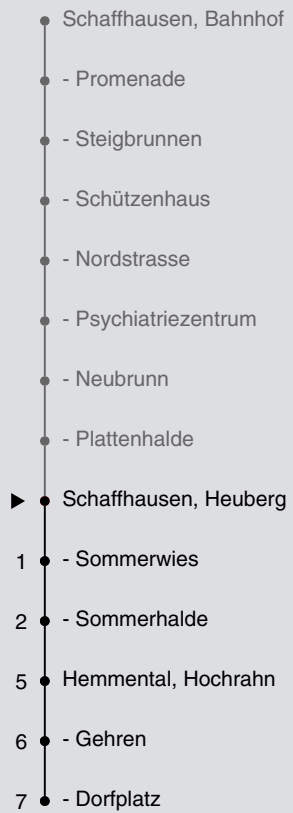 Schaffhausen, Bahnhof
- Promenade
- Steigbrunnen
- Schützenhaus
- Nordstrasse
- Psychiatriezentrum
- Neubrunn
- Plattenhalde
Schaffhausen, Heuberg
1 - Sommerwies
2 - Sommerhalde
5 Hemmental, Hochrahn
6 - Gehren
7 - Dorfplatz